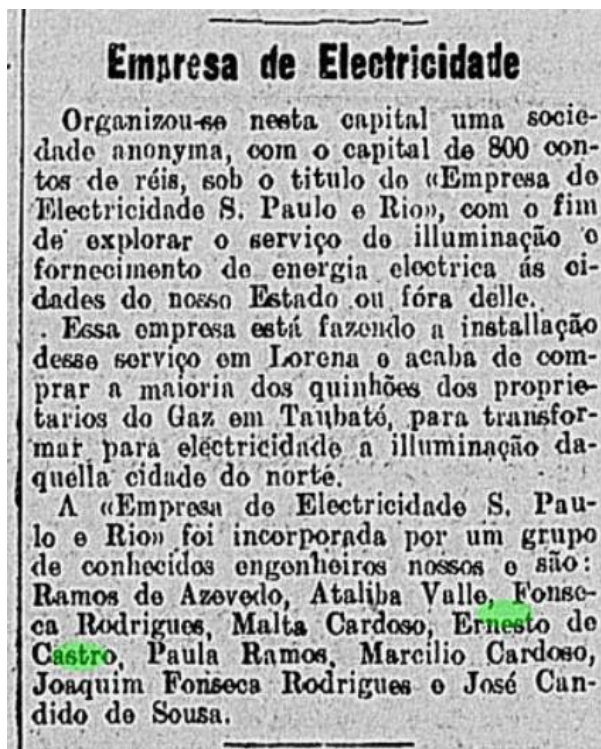 Empresa de Electricidade
Organizou-se nesta capital uma socie-
dade anonyma, com o capital de 800 con-
tos de réis, sob o titulo de «Empresa de
Electricidade S. Paulo e Rio», com o fim
de explorar o serviço de illuminação e
fornecimento de energia electrica ás ci-
dades do nosso Estado ou fóra delle.
Essa empresa está fazendo a installação
desse serviço em Lorena e acaba de com-
prar a maioria dos quinhões dos proprie-
tarios do Gaz em Taubaté, para transfor-
mar para electricidade a illuminação da-
quella cidade do norte.
A «Empresa de Electricidade S. Pau-
lo e Rio» foi incorporada por um grupo
de conhecidos engenheiros nossos e são:
Ramos de Azevedo, Ataliba Valle, Fonse-
ca Rodrigues, Malta Cardoso, Ernesto de
Castro, Paula Ramos, Marcilio Cardoso,
Joaquim Fonseca Rodrigues e José Can-
dido de Sousa.